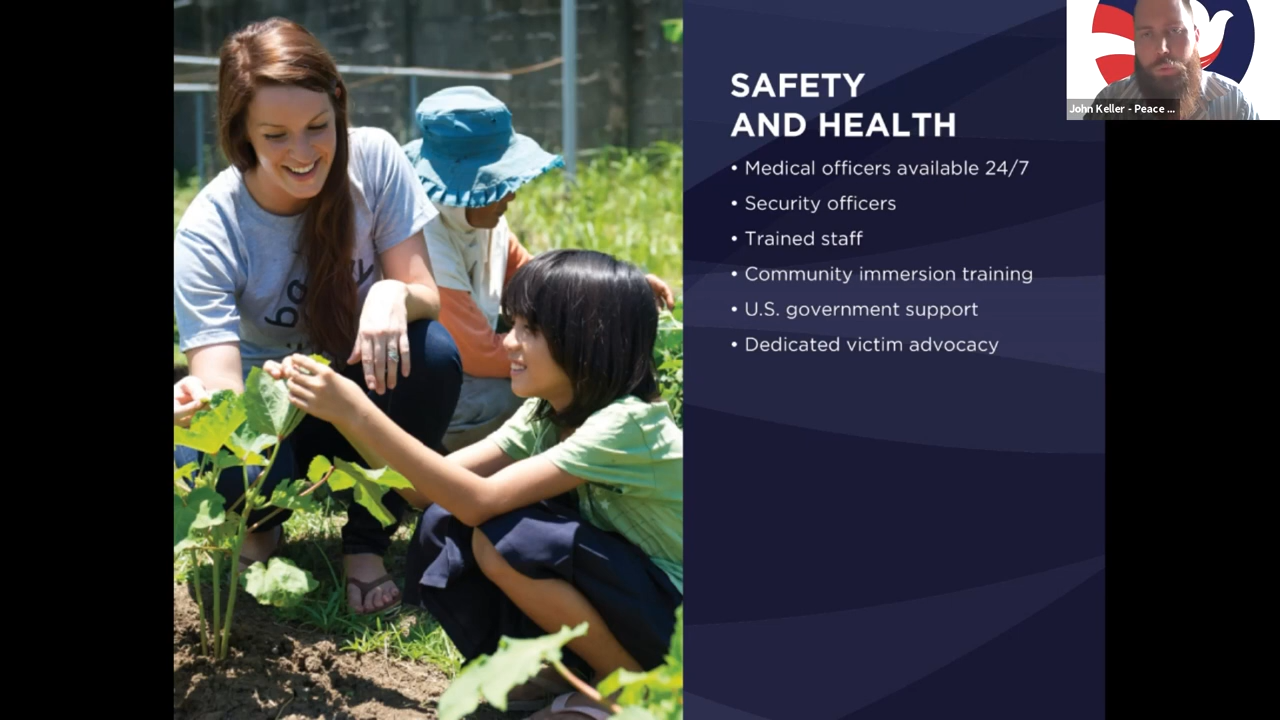 SAFETY
AND HEALTH
• Medical officers available 24/7
• Security officers
• Trained staff
• Community immersion training
• U.S. government support
• Dedicated victim advocacy
John Keller - Peace ...